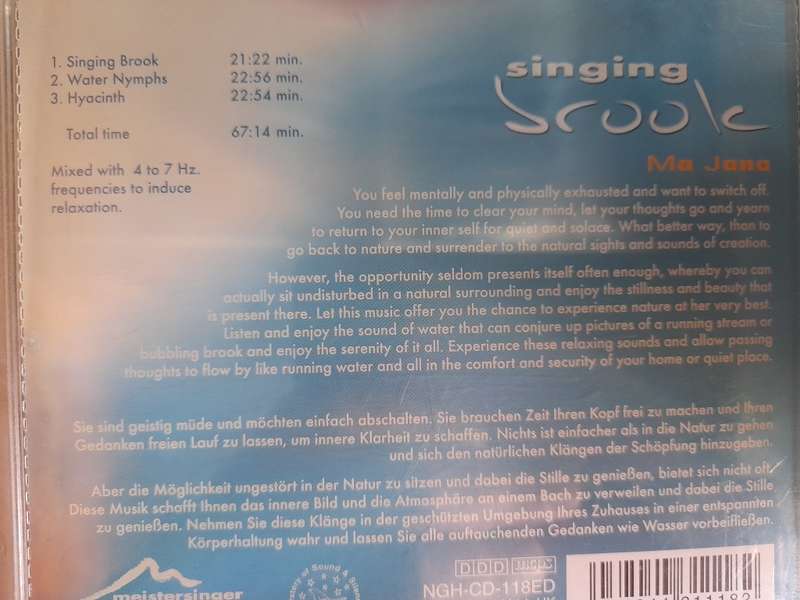 1. Singing Brook 21:22 min.
2. Water Nymphs 22:56 min.
3. Hyacinth 22:54 min.
Total time 67:14 min.
Mixed with 4 to 7 Hz.
frequencies to induce
relaxation.
singing
brook
Ma Jana
You feel mentally and physically exhausted and want to switch off.
You need the time to clear your mind, let your thoughts go and yearn
to return to your inner self for quiet and solace. What better way, than to
go back to nature and surrender to the natural sights and sounds of creation.
However, the opportunity seldom presents itself often enough, whereby you can
actually sit undisturbed in a natural surrounding and enjoy the stillness and beauty that
is present there. Let this music offer you the chance to experience nature at her very best.
Listen and enjoy the sound of water that can conjure up pictures of a running stream or
bubbling brook and enjoy the serenity of it all. Experience these relaxing sounds and allow passing
thoughts to flow by like running water and all in the comfort and security of your home or quiet place.
Sie sind geistig müde und möchten einfach abschalten. Sie brauchen Zeit Ihren Kopf frei zu machen und Ihren
Gedanken freien Lauf zu lassen, um innere Klarheit zu schaffen. Nichts ist einfacher als in die Natur zu gehen
und sich den natürlichen Klängen der Schöpfung hinzugeben.
Aber die Möglichkeit ungestört in der Natur zu sitzen und dabei die Stille zu genießen, bietet sich nicht oft.
Diese Musik schafft Ihnen das innere Bild und die Atmosphäre an einem Bach zu verweilen und dabei die Stille
zu genießen. Nehmen Sie diese Klänge in der geschützten Umgebung Ihres Zuhauses in einer entspannten
Körperhaltung wahr und lassen Sie alle auftauchenden Gedanken wie Wasser vorbeifließen.
meistersinger
of Sound &
DDD mcps
NGH-CD-118ED